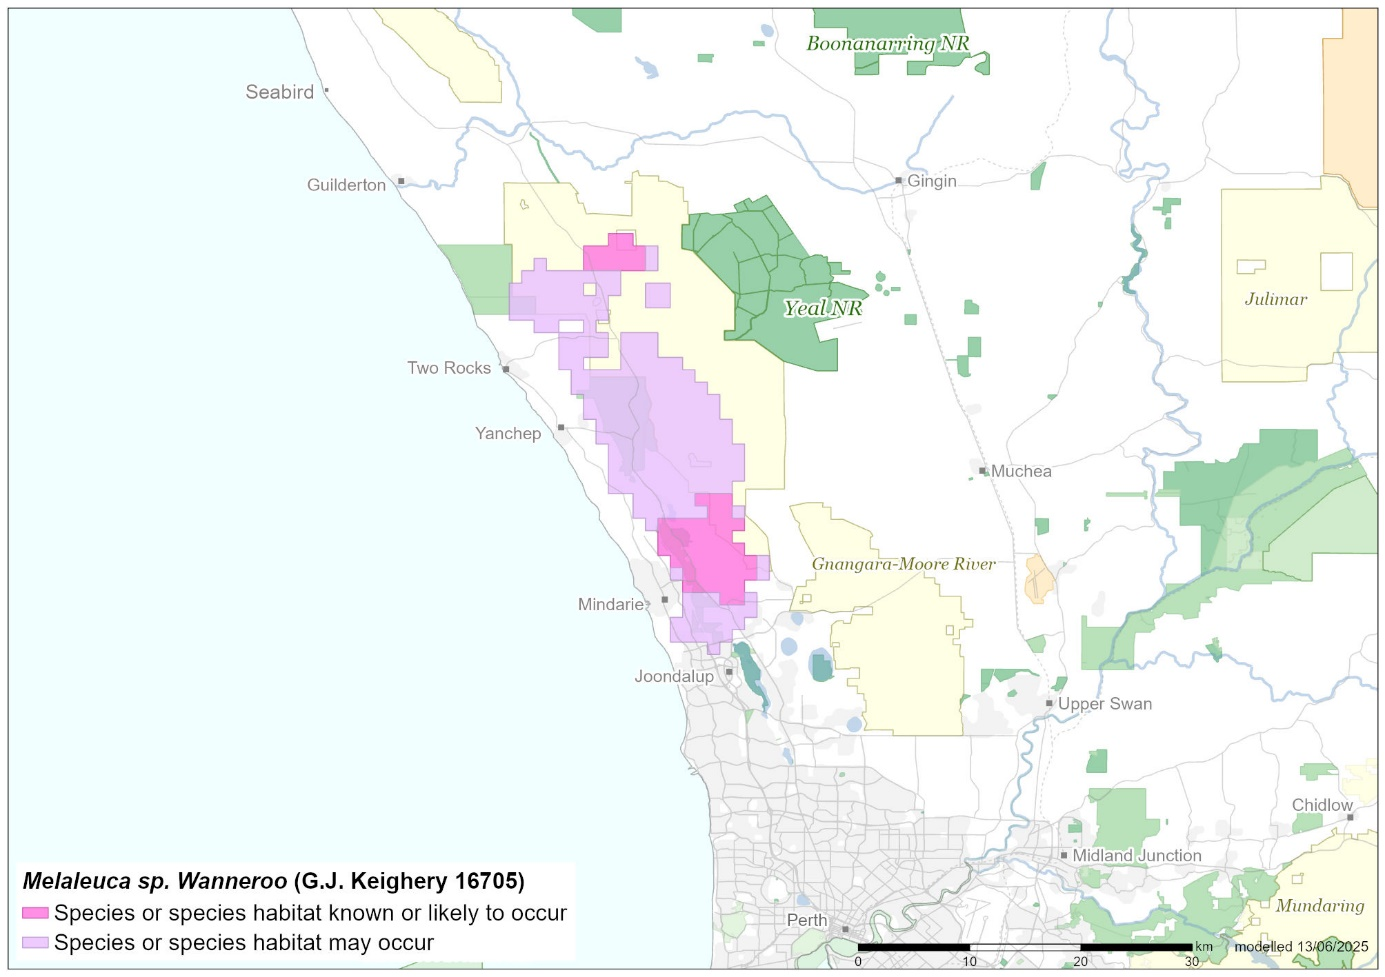 Boonanarring NR
Seabird
Guilderton
Gingin
Julimar
Yeal NR
Two Rocks
Yanchep
Muchea
Gnangara-Moore River
Mindarie
Joondalup
Upper Swan
Chidlow
Midland Junction
Mundaring
Perth
Melaleuca sp. Wanneroo (G.J. Keighery 16705)
Species or species habitat known or likely to occur
Species or species habitat may occur
km
0 10 20 30
modelled 13/06/2025